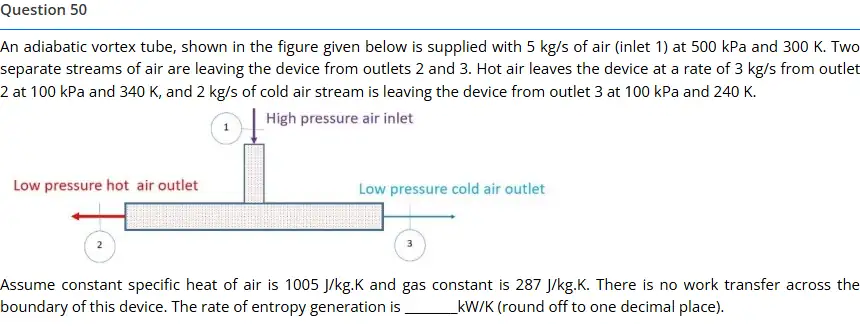 Question 50
An adiabatic vortex tube, shown in the figure given below is supplied with 5 kg/s of air (inlet 1) at 500 kPa and 300 K. Two
separate streams of air are leaving the device from outlets 2 and 3. Hot air leaves the device at a rate of 3 kg/s from outlet
2 at 100 kPa and 340 K, and 2 kg/s of cold air stream is leaving the device from outlet 3 at 100 kPa and 240 K.
1
High pressure air inlet
Low pressure hot air outlet
Low pressure cold air outlet
2
3
Assume constant specific heat of air is 1005 J/kg.K and gas constant is 287 J/kg.K. There is no work transfer across the
boundary of this device. The rate of entropy generation is _______kW/K (round off to one decimal place).